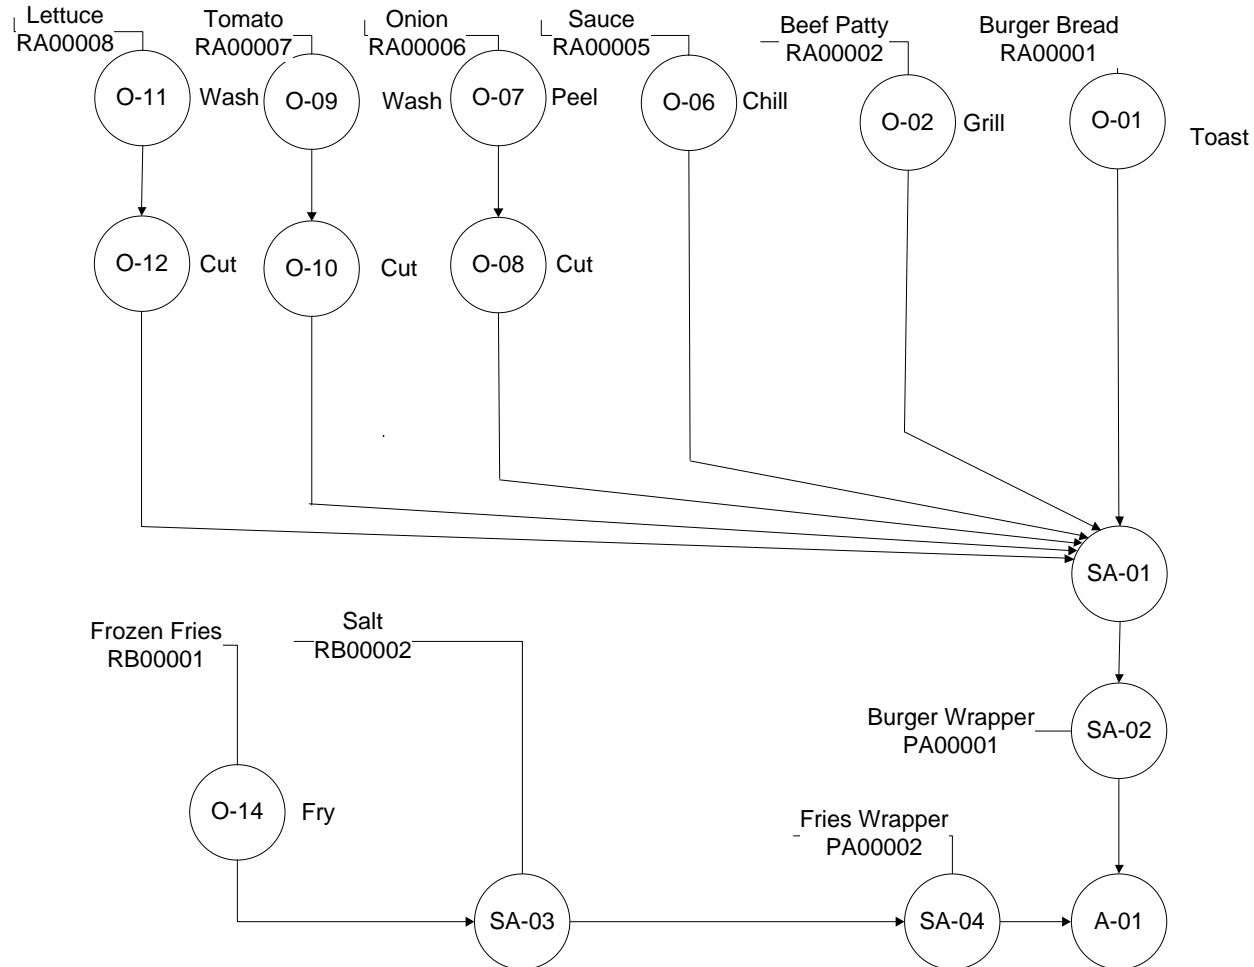 Lettuce
RA00008
Tomato
RA00007
Onion
RA00006
Sauce
RA00005
Beef Patty
RA00002
Burger Bread
RA00001
O-11
Wash
O-09
Wash
O-07
Peel
O-06
Chill
O-02
Grill
O-01
Toast
O-12
Cut
O-10
Cut
O-08
Cut
SA-01
Frozen Fries
RB00001
Salt
RB00002
Burger Wrapper
PA00001
SA-02
O-14
Fry
Fries Wrapper
PA00002
SA-03
SA-04
A-01